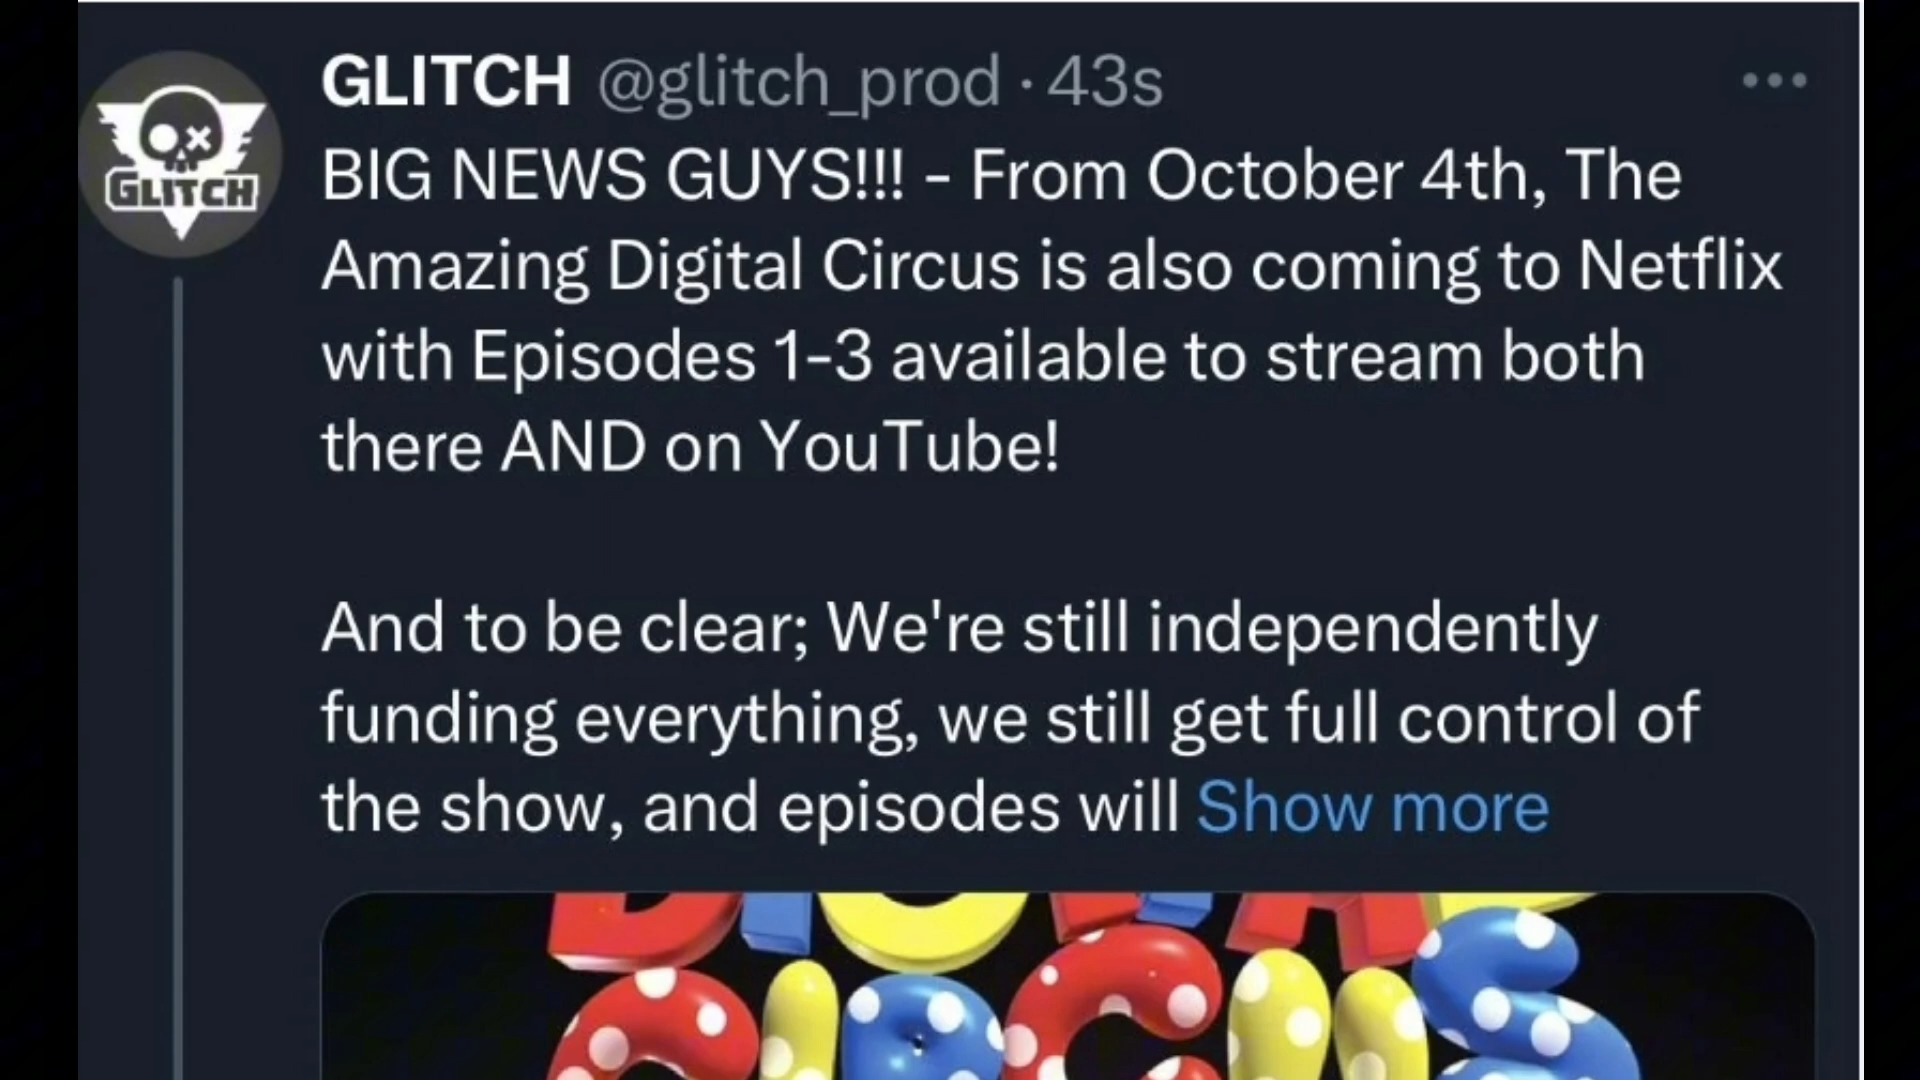 GLITCH @glitch_prod · 43s
GLITCH
BIG NEWS GUYS!!! - From October 4th, The
Amazing Digital Circus is also coming to Netflix
with Episodes 1-3 available to stream both
there AND on YouTube!
And to be clear; We're still independently
funding everything, we still get full control of
the show, and episodes will Show more
DIGITAL
CIRCUS